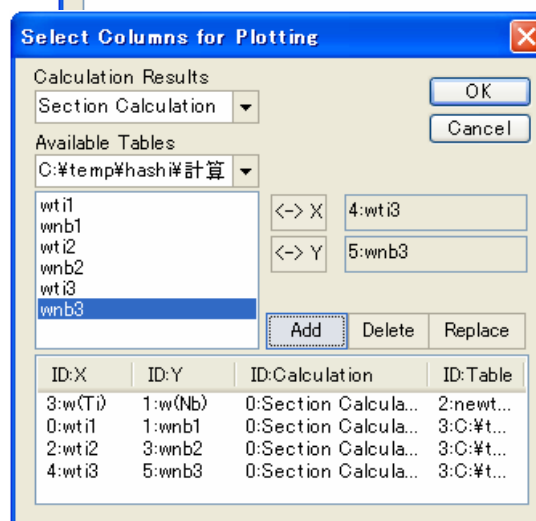 Select Columns for Plotting
Calculation Results
Section Calculation
OK
Cancel
Available Tables
C:¥temp¥hashi¥計算
wti1
wnb1
wti2
wnb2
wti3
wnb3
<-> X
4:wti3
<-> Y
5:wnb3
Add
Delete
Replace
ID:X ID:Y ID:Calculation ID:Table
3:w(Ti) 1:w(Nb) 0:Section Calcula... 2:newt...
0:wti1 1:wnb1 0:Section Calcula... 3:C:¥t...
2:wti2 3:wnb2 0:Section Calcula... 3:C:¥t...
4:wti3 5:wnb3 0:Section Calcula... 3:C:¥t...